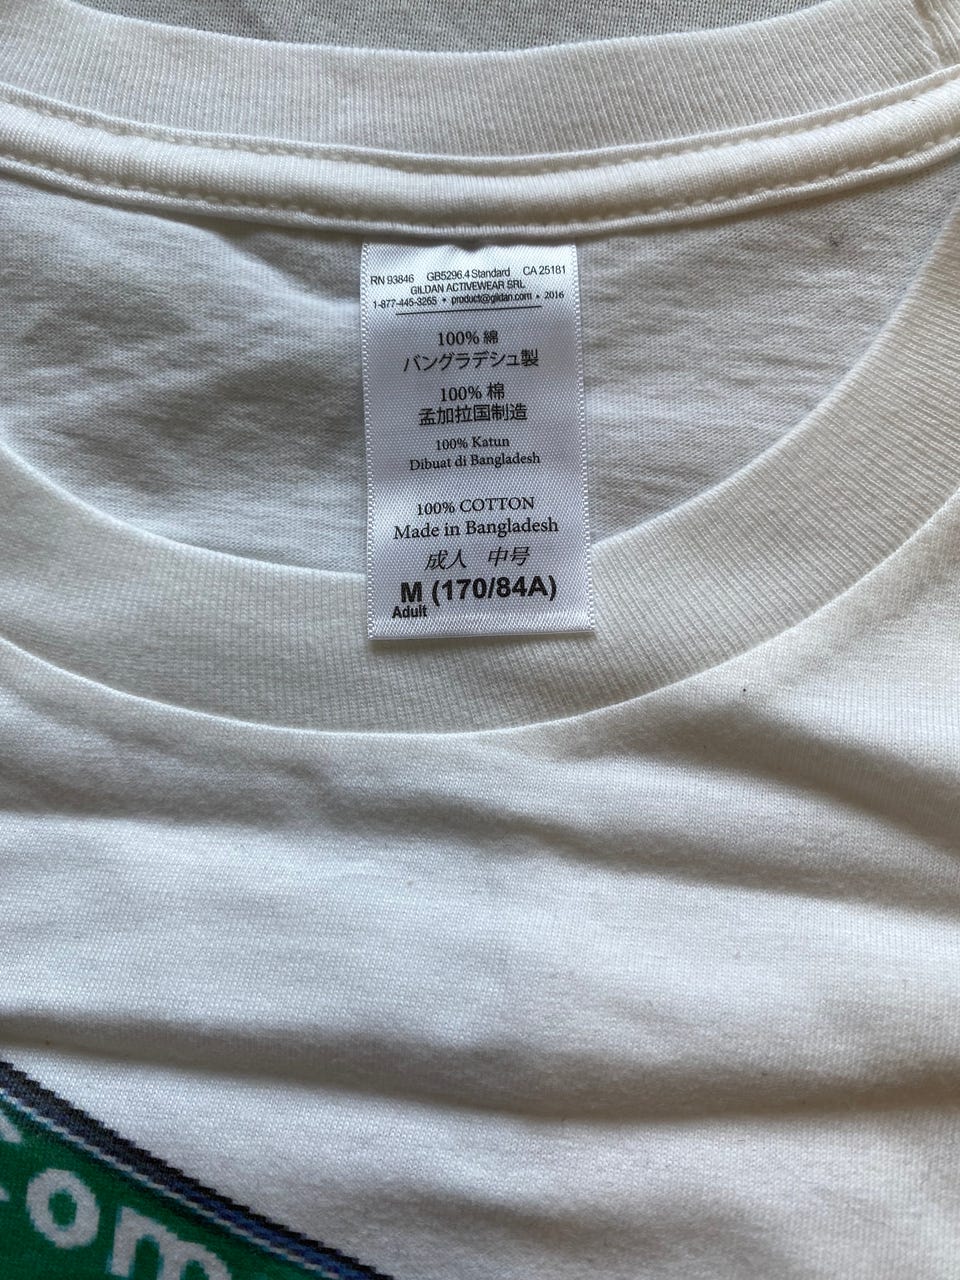 RN 93846 GB5296.4 Standard CA 25181
GILDAN ACTIVEWEAR SRL
1-877-445-3265 • product@gildan.com • 2016
100% 綿
バングラデシュ製
100% 棉
孟加拉国制造
100% Katun
Dibuat di Bangladesh
100% COTTON
Made in Bangladesh
成人 中号
M (170/84A)
Adult